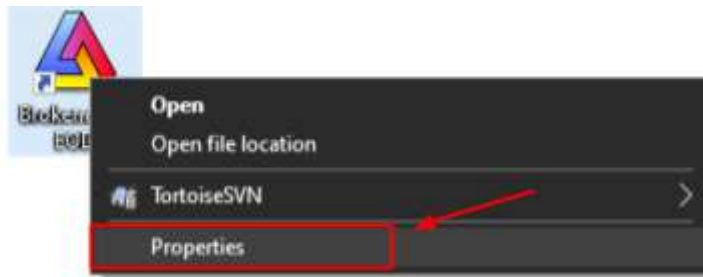 Open
Open file location
TortoiseSVN
Properties